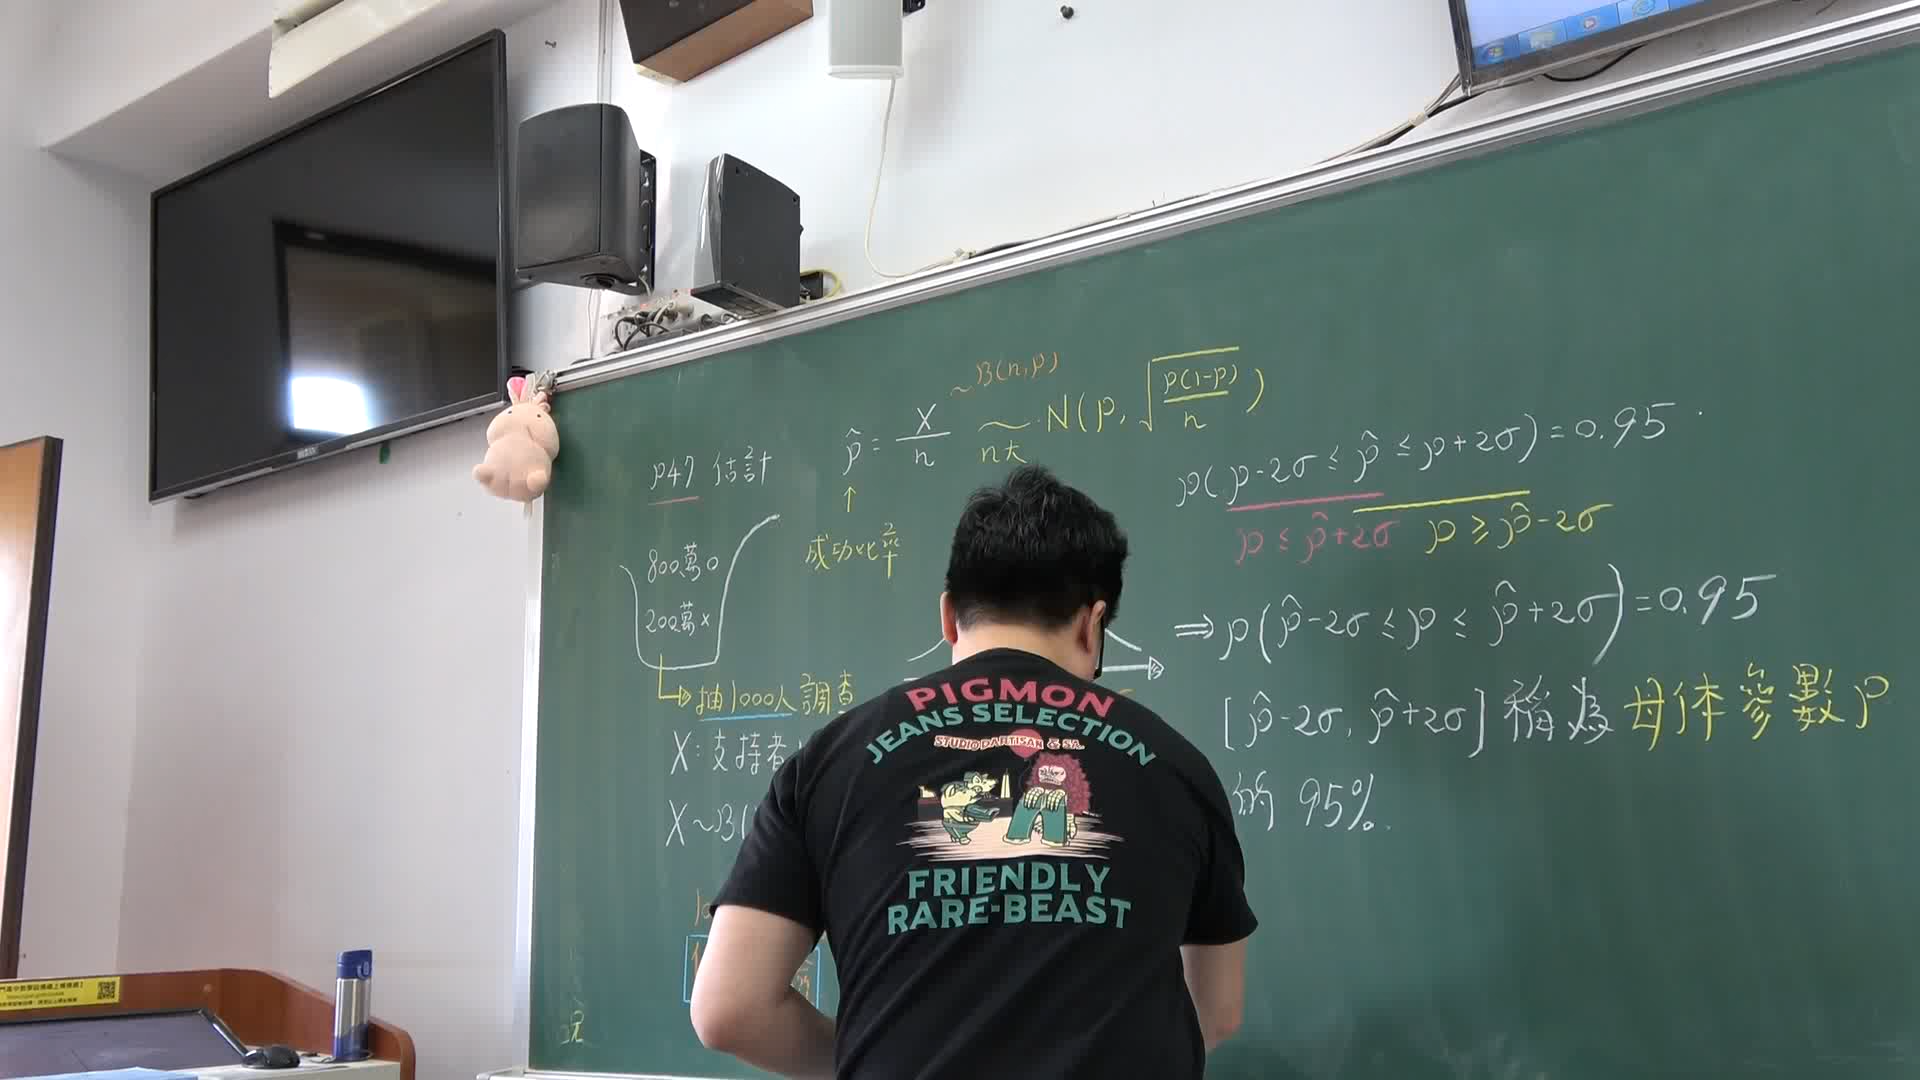 p47 估計
p̂ = X/n ~B(n,p)
n大 ~ N(p, √(p(1-p)/n))
↑
成功比率
800萬 o
200萬 x
抽1000人調查
X:支持者
X~B(
P(p-2σ ≤ p̂ ≤ p+2σ)=0.95
p ≤ p̂+2σ p ≥ p̂-2σ
⇒P(p̂-2σ ≤ p ≤ p̂+2σ)=0.95
[p̂-2σ, p̂+2σ] 稱為 母体參數p
的 95%
PIGMON
JEANS SELECTION
STUDIO D'ARTISAN & SA.
FRIENDLY
RARE-BEAST